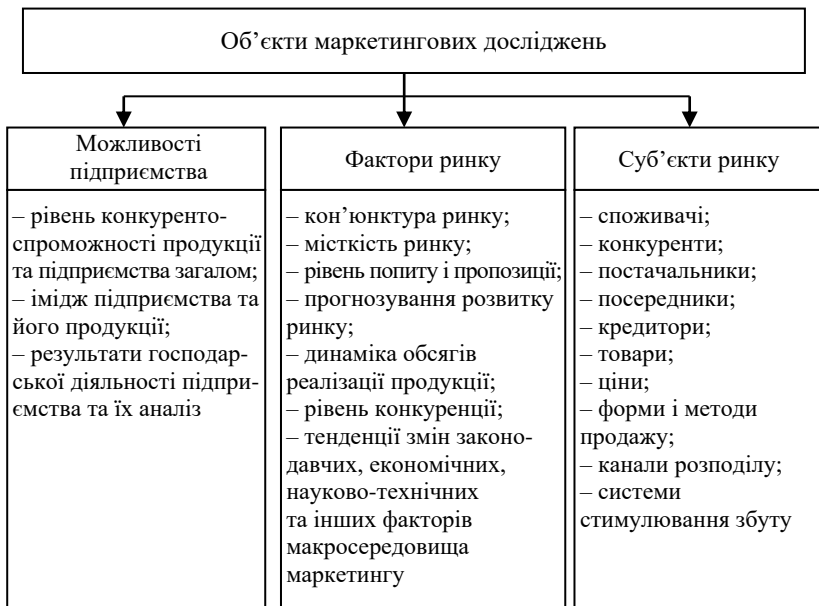 Об’єкти маркетингових досліджень
Можливості
підприємства
– рівень конкуренто-
спроможності продукції
та підприємства загалом;
– імідж підприємства та
його продукції;
– результати господар-
ської діяльності підпри-
ємства та їх аналіз
Фактори ринку
– кон’юнктура ринку;
– місткість ринку;
– рівень попиту і пропозиції;
– прогнозування розвитку
ринку;
– динаміка обсягів
реалізації продукції;
– рівень конкуренції;
– тенденції змін законо-
давчих, економічних,
науково-технічних
та інших факторів
макросередовища
маркетингу
Суб’єкти ринку
– споживачі;
– конкуренти;
– постачальники;
– посередники;
– кредитори;
– товари;
– ціни;
– форми і методи
продажу;
– канали розподілу;
– системи
стимулювання збуту